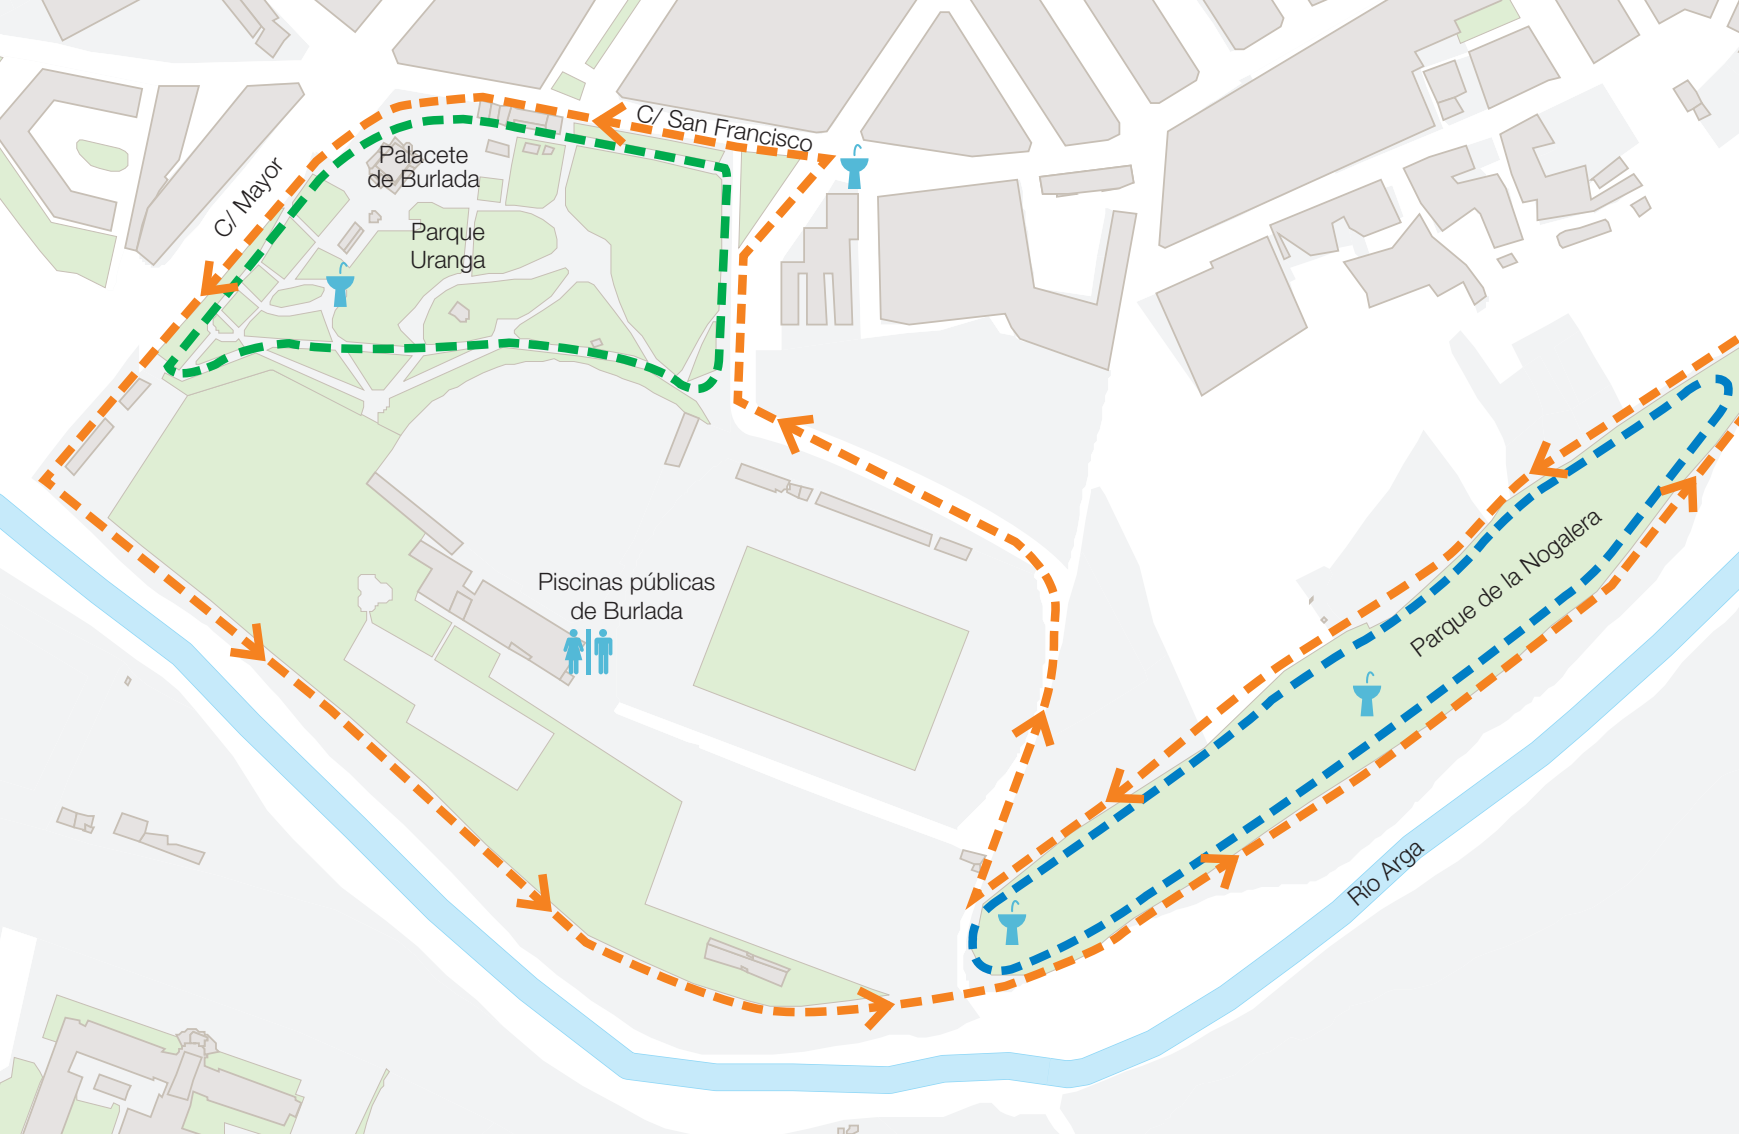 C/ San Francisco
C/ Mayor
Palacete
de Burlada
Parque
Uranga
Piscinas públicas
de Burlada
Parque de la Nogalera
Río Arga